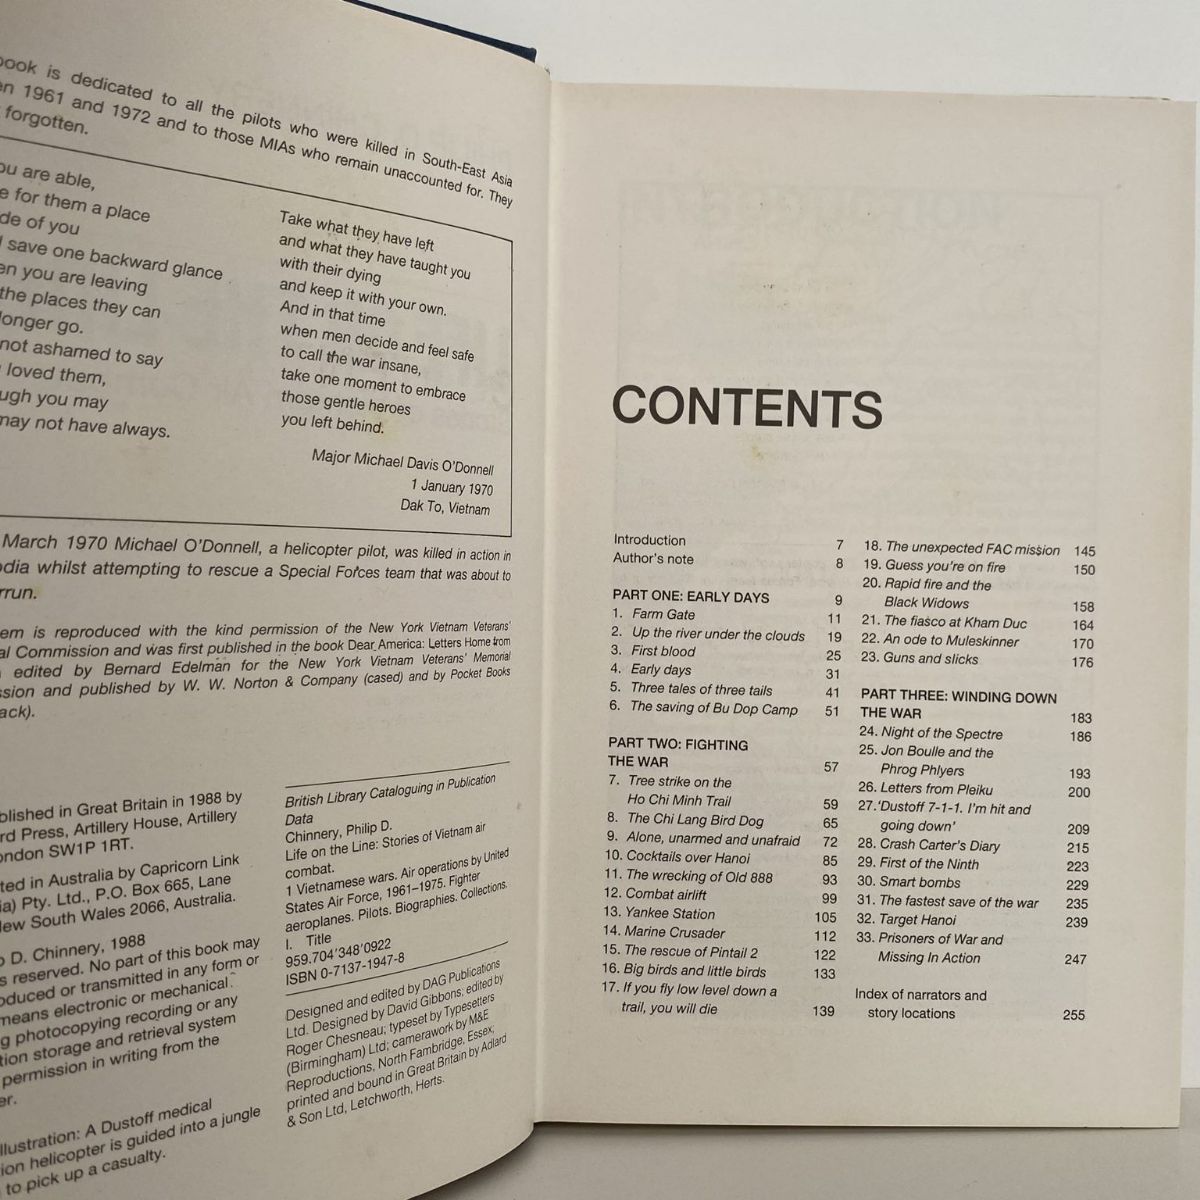 book is dedicated to all the pilots who were killed in South-East Asia
1961 and 1972 and to those MIAs who remain unaccounted for. They
forgotten.
you are able,
for them a place
of you
save one backward glance
you are leaving
the places they can
longer go.
not ashamed to say
loved them,
you may
may not have always.
Take what they have left
and what they have taught you
with their dying
and keep it with your own.
And in that time
when men decide and feel safe
to call the war insane,
take one moment to embrace
those gentle heroes
you left behind.
Major Michael Davis O'Donnell
1 January 1970
Dak To, Vietnam
March 1970 Michael O'Donnell, a helicopter pilot, was killed in action in
whilst attempting to rescue a Special Forces team that was about to
is reproduced with the kind permission of the New York Vietnam Veterans'
Commission and was first published in the book Dear America: Letters Home from
edited by Bernard Edelman for the New York Vietnam Veterans' Memorial
and published by W. W. Norton & Company (cased) and by Pocket Books
published in Great Britain in 1988 by
Press, Artillery House, Artillery
London SW1P 1RT.
in Australia by Capricorn Link
Pty. Ltd., P.O. Box 665, Lane
New South Wales 2066, Australia.
D. Chinnery, 1988
reserved. No part of this book may
or transmitted in any form or
means electronic or mechanical
photocopying recording or any
storage and retrieval system
permission in writing from the
illustration: A Dustoff medical
helicopter is guided into a jungle
to pick up a casualty.
British Library Cataloguing in Publication
Data
Chinnery, Philip D.
Life on the Line: Stories of Vietnam air
combat.
1 Vietnamese wars. Air operations by United
States Air Force, 1961–1975. Fighter
aeroplanes. Pilots. Biographies. Collections.
I. Title
959.704'348'0922
ISBN 0-7137-1947-8
Designed and edited by DAG Publications
Ltd. Designed by David Gibbons; edited by
Roger Chesneau; typeset by Typesetters
(Birmingham) Ltd; camerawork by M&E
Reproductions, North Fambridge, Essex;
printed and bound in Great Britain by Adlard
& Son Ltd, Letchworth, Herts.
CONTENTS
Introduction 7
Author's note 8
PART ONE: EARLY DAYS 9
1. Farm Gate 11
2. Up the river under the clouds 19
3. First blood 25
4. Early days 31
5. Three tales of three tails 41
6. The saving of Bu Dop Camp 51
PART TWO: FIGHTING
THE WAR 57
7. Tree strike on the
Ho Chi Minh Trail 59
8. The Chi Lang Bird Dog 65
9. Alone, unarmed and unafraid 72
10. Cocktails over Hanoi 85
11. The wrecking of Old 888 93
12. Combat airlift 99
13. Yankee Station 105
14. Marine Crusader 112
15. The rescue of Pintail 2 122
16. Big birds and little birds 133
17. If you fly low level down a
trail, you will die 139
18. The unexpected FAC mission 145
19. Guess you're on fire 150
20. Rapid fire and the
Black Widows 158
21. The fiasco at Kham Duc 164
22. An ode to Muleskinner 170
23. Guns and slicks 176
PART THREE: WINDING DOWN
THE WAR 183
24. Night of the Spectre 186
25. Jon Boulle and the
Phrog Phlyers 193
26. Letters from Pleiku 200
27. 'Dustoff 7-1-1. I'm hit and
going down' 209
28. Crash Carter's Diary 215
29. First of the Ninth 223
30. Smart bombs 229
31. The fastest save of the war 235
32. Target Hanoi 239
33. Prisoners of War and
Missing In Action 247
Index of narrators and
story locations 255